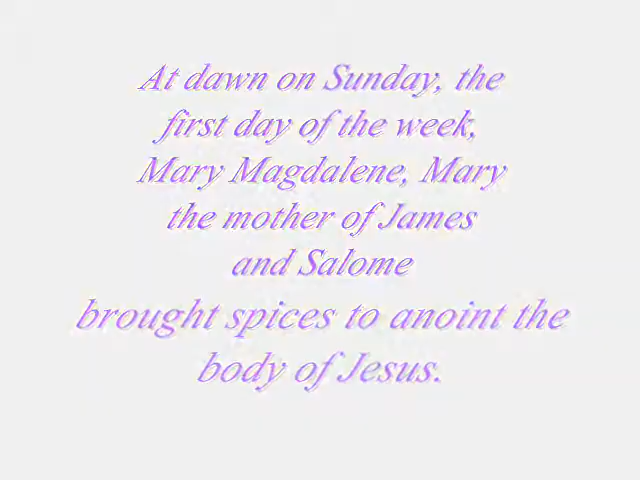 At dawn on Sunday, the
first day of the week,
Mary Magdalene, Mary
the mother of James
and Salome
brought spices to anoint the
body of Jesus.